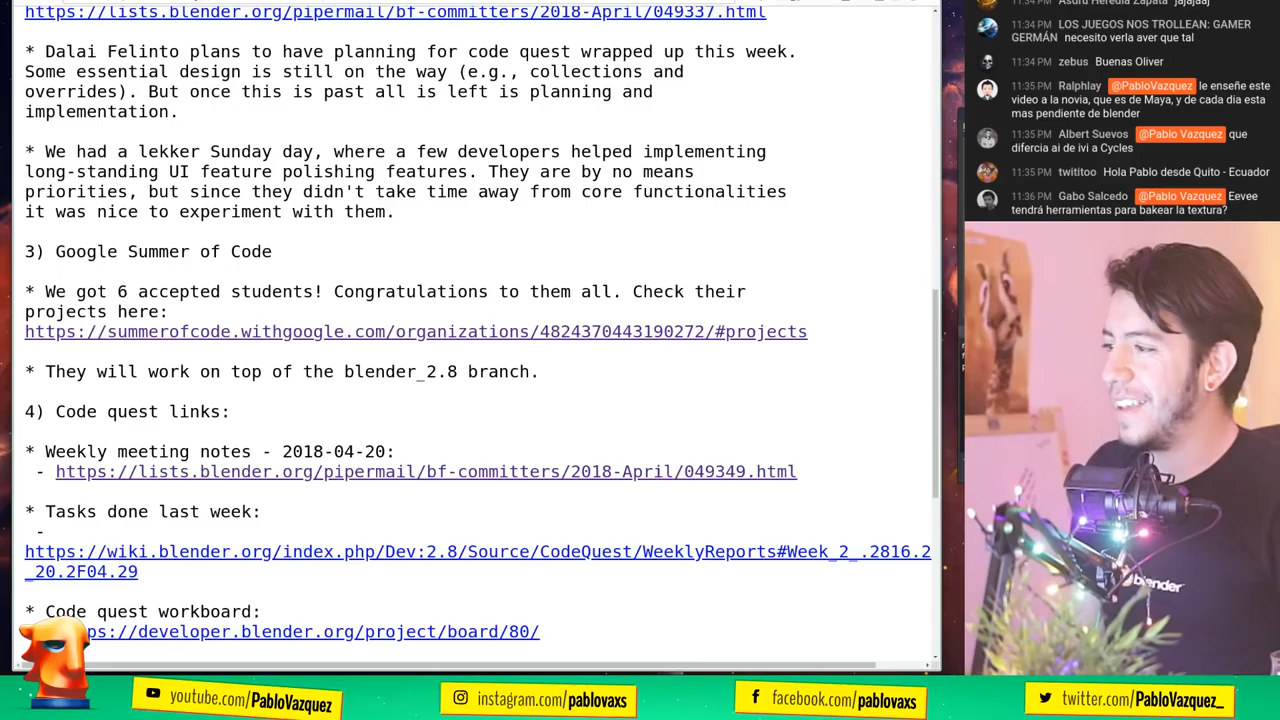 https://lists.blender.org/pipermail/bf-committers/2018-April/049337.html
* Dalai Felinto plans to have planning for code quest wrapped up this week.
Some essential design is still on the way (e.g., collections and
overrides). But once this is past all is left is planning and
implementation.
* We had a lekker Sunday day, where a few developers helped implementing
long-standing UI feature polishing features. They are by no means
priorities, but since they didn't take time away from core functionalities
it was nice to experiment with them.
3) Google Summer of Code
* We got 6 accepted students! Congratulations to them all. Check their
projects here:
https://summerofcode.withgoogle.com/organizations/4824370443190272/#projects
* They will work on top of the blender_2.8 branch.
4) Code quest links:
* Weekly meeting notes - 2018-04-20:
- https://lists.blender.org/pipermail/bf-committers/2018-April/049349.html
* Tasks done last week:
-
https://wiki.blender.org/index.php/Dev:2.8/Source/CodeQuest/WeeklyReports#Week_2_.2816.2
_20.2F04.29
* Code quest workboard:
ps://developer.blender.org/project/board/80/
11:34 PM Asdru Heredia Zapata jajajaaj
11:34 PM LOS JUEGOS NOS TROLLEAN: GAMER
GERMÁN necesito verla aver que tal
11:34 PM zebus Buenas Oliver
11:35 PM Ralphlay @PabloVazquez le enseñe este
video a la novia, que es de Maya, y de cada dia esta
mas pendiente de blender
11:35 PM Albert Suevos @Pablo Vazquez que
difercia ai de ivi a Cycles
11:35 PM twititoo Hola Pablo desde Quito - Ecuador
11:36 PM Gabo Salcedo @Pablo Vazquez Eevee
tendrá herramientas para bakear la textura?
blender
youtube.com/PabloVazquez
instagram.com/pablovaxs
facebook.com/pablovaxs
twitter.com/PabloVazquez_